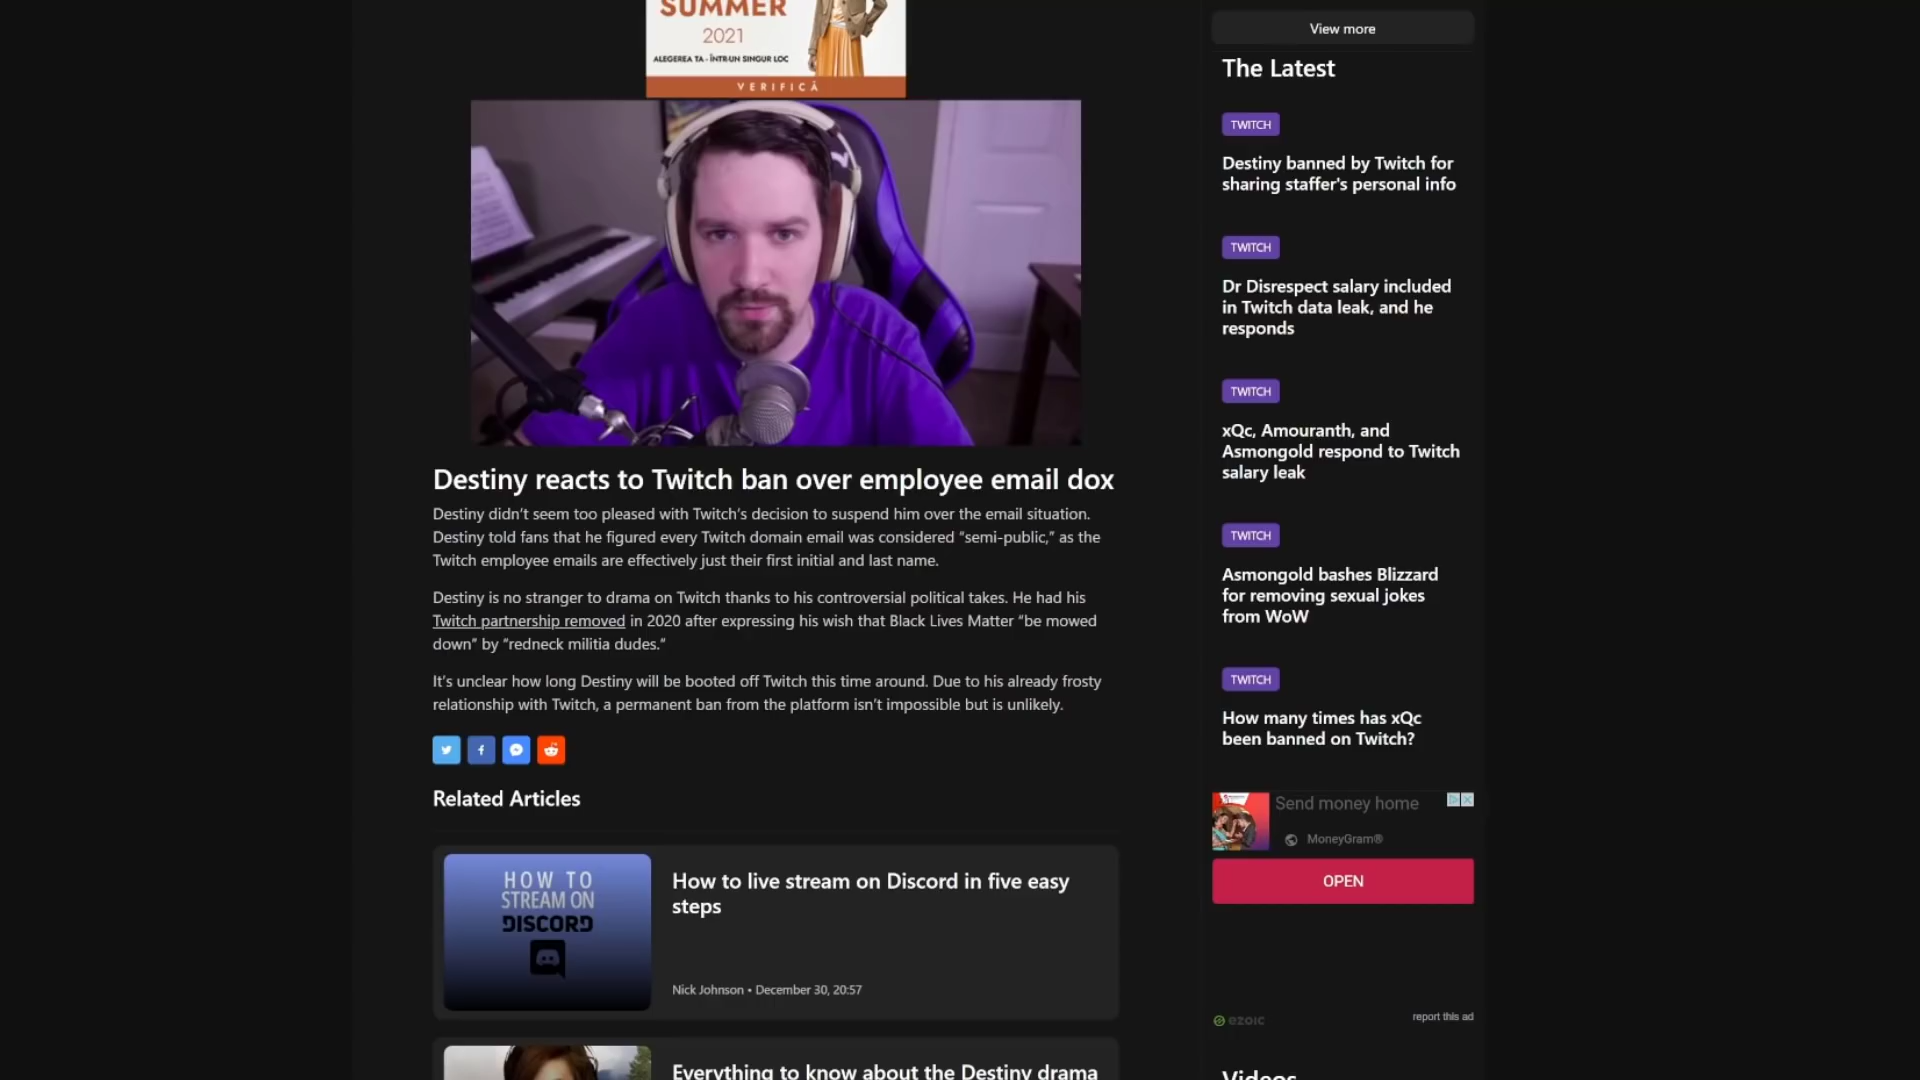 SUMMER
2021
ALEGEREA TA - ÎNTR-UN SINGUR LOC
VERIFICĂ
Destiny reacts to Twitch ban over employee email dox
Destiny didn’t seem too pleased with Twitch’s decision to suspend him over the email situation.
Destiny told fans that he figured every Twitch domain email was considered “semi-public,” as the
Twitch employee emails are effectively just their first initial and last name.
Destiny is no stranger to drama on Twitch thanks to his controversial political takes. He had his
Twitch partnership removed in 2020 after expressing his wish that Black Lives Matter “be mowed
down” by “redneck militia dudes.“
It’s unclear how long Destiny will be booted off Twitch this time around. Due to his already frosty
relationship with Twitch, a permanent ban from the platform isn’t impossible but is unlikely.
Related Articles
HOW TO
STREAM ON
DISCORD
How to live stream on Discord in five easy
steps
Nick Johnson • December 30, 20:57
Everything to know about the Destiny drama
View more
The Latest
TWITCH
Destiny banned by Twitch for
sharing staffer's personal info
TWITCH
Dr Disrespect salary included
in Twitch data leak, and he
responds
TWITCH
xQc, Amouranth, and
Asmongold respond to Twitch
salary leak
TWITCH
Asmongold bashes Blizzard
for removing sexual jokes
from WoW
TWITCH
How many times has xQc
been banned on Twitch?
Send money home
MoneyGram®
OPEN
ezoic
report this ad
Videos